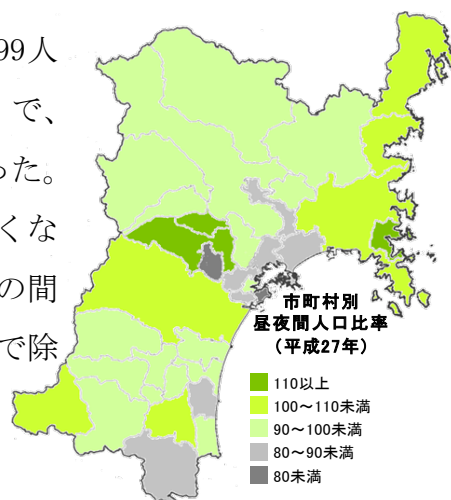 99人
で、
った。
くな
の間
で除
市町村別
昼夜間人口比率
（平成27年）
110以上
100～110未満
90～100未満
80～90未満
80未満